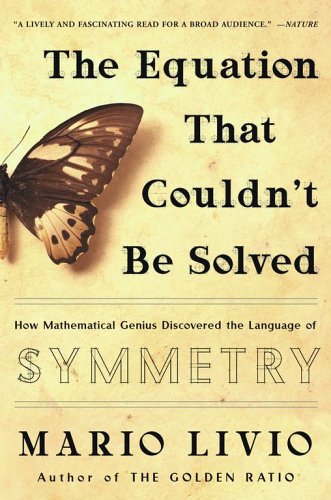 "A LIVELY AND FASCINATING READ FOR A BROAD AUDIENCE." —NATURE
The Equation
That
Couldn't
Be Solved
How Mathematical Genius Discovered the Language of
SYMMETRY
MARIO LIVIO
Author of THE GOLDEN RATIO